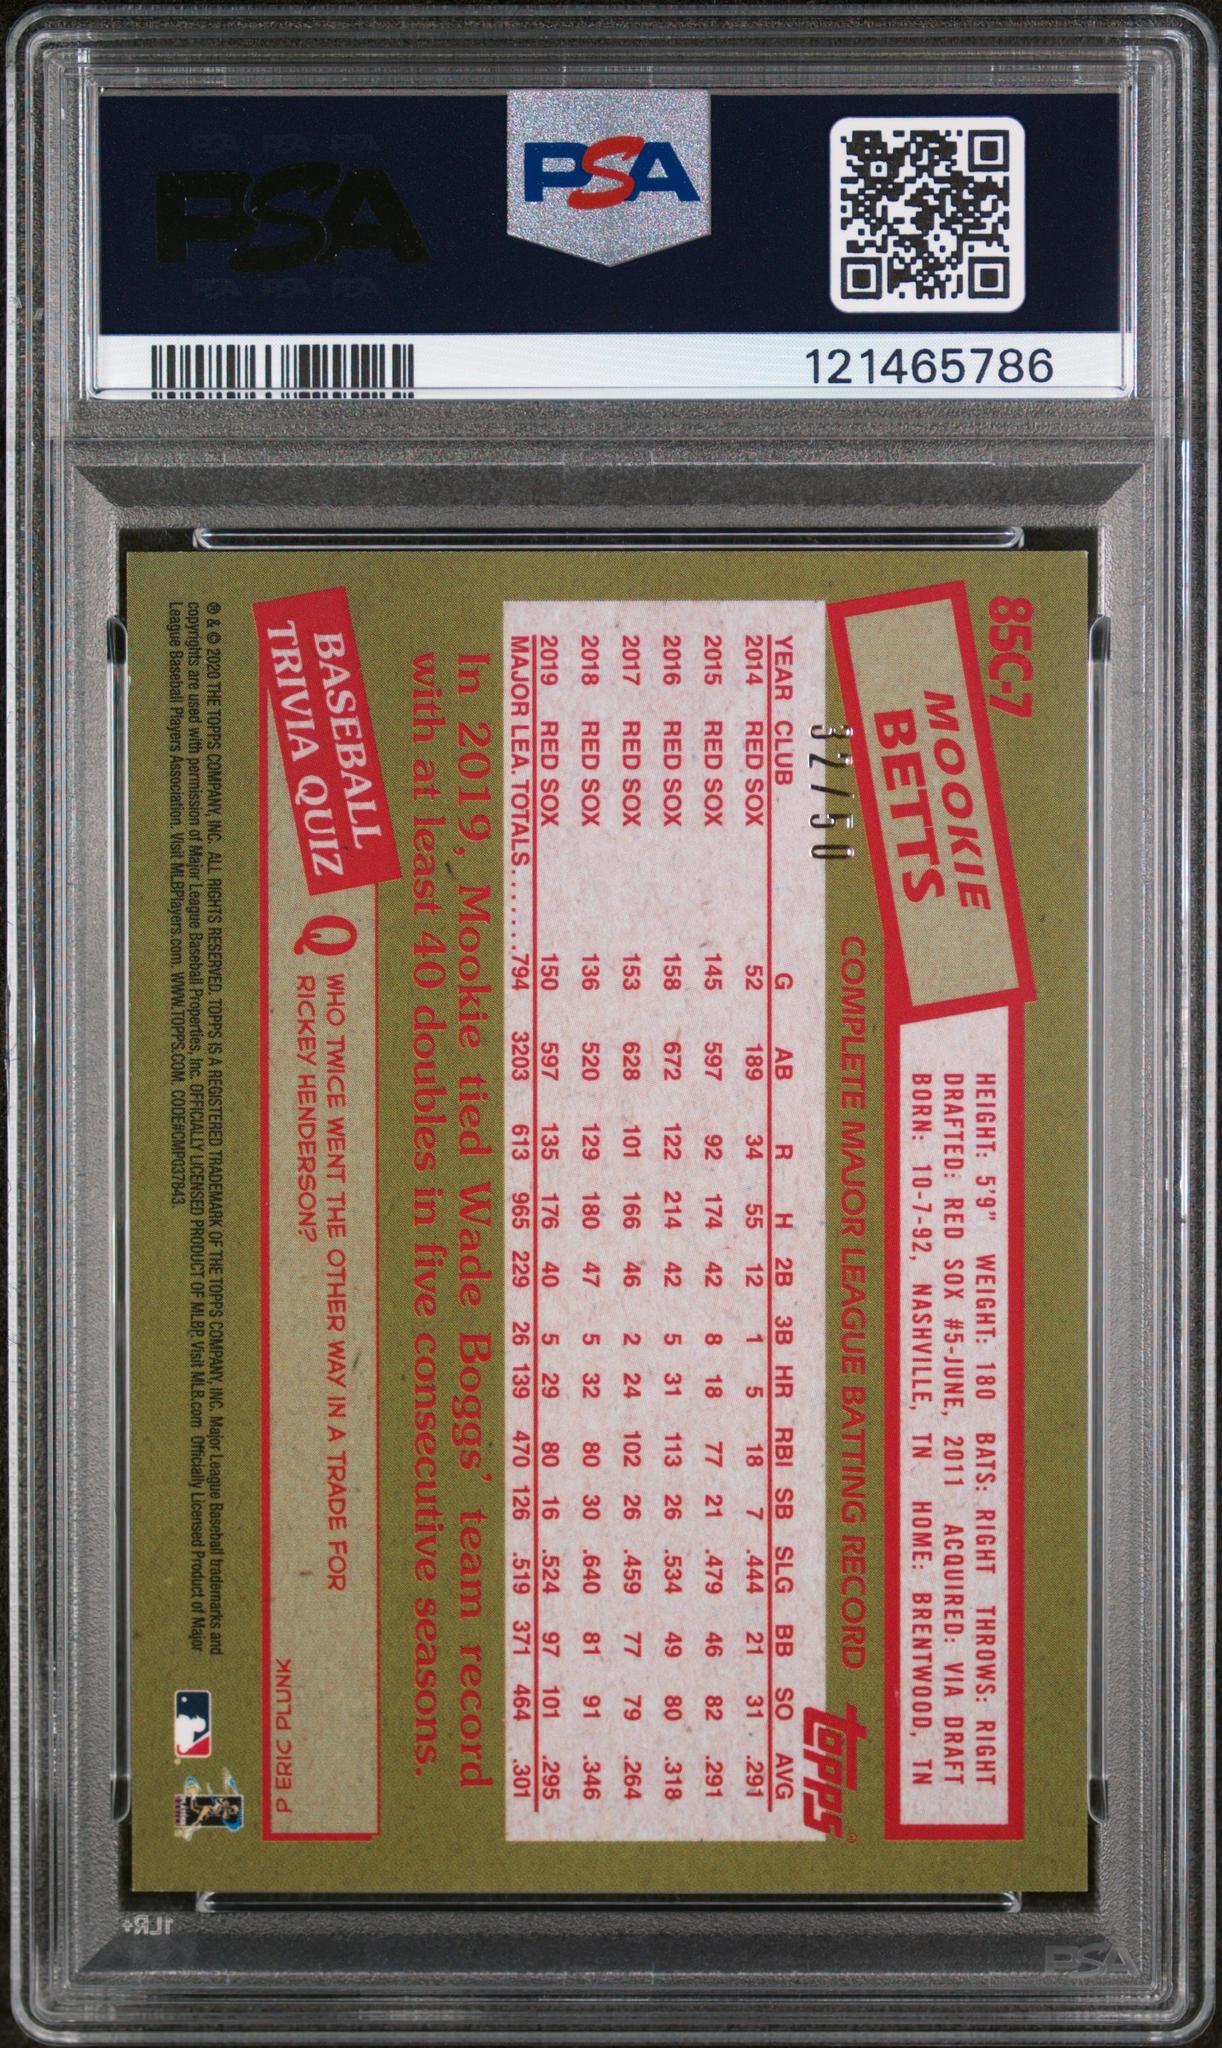 PSA PSA PSA
PSA
PSA PSA PSA
PSA
121465786
85C-7
MOOKIE
BETTS
HEIGHT: 5'9" WEIGHT: 180 BATS: RIGHT THROWS: RIGHT
DRAFTED: RED SOX #5-JUNE, 2011 ACQUIRED: VIA DRAFT
BORN: 10-7-92, NASHVILLE, TN HOME: BRENTWOOD, TN
32/50
COMPLETE MAJOR LEAGUE BATTING RECORD
topps®
YEAR CLUB G AB R H 2B 3B HR RBI SB SLG BB SO AVG
2014 RED SOX 52 189 34 55 12 1 5 18 7 .444 21 31 .291
2015 RED SOX 145 597 92 174 42 8 18 77 21 .479 46 82 .291
2016 RED SOX 158 672 122 214 42 5 31 113 26 .534 49 80 .318
2017 RED SOX 153 628 101 166 46 2 24 102 26 .459 77 79 .264
2018 RED SOX 136 520 129 180 47 5 32 80 30 .640 81 91 .346
2019 RED SOX 150 597 135 176 40 5 29 80 16 .524 97 101 .295
MAJOR LEA. TOTALS.......794 3203 613 965 229 26 139 470 126 .519 371 464 .301
In 2019, Mookie tied Wade Boggs' team record
with at least 40 doubles in five consecutive seasons.
BASEBALL
TRIVIA QUIZ
Q WHO TWICE WENT THE OTHER WAY IN A TRADE FOR
RICKEY HENDERSON?
A ERIC PLUNK
® & © 2020 THE TOPPS COMPANY, INC. ALL RIGHTS RESERVED. TOPPS IS A REGISTERED TRADEMARK OF THE TOPPS COMPANY, INC. Major League Baseball trademarks and
copyrights are used with permission of Major League Baseball Properties, Inc. OFFICIALLY LICENSED PRODUCT OF MLBP. Visit MLB.com Officially Licensed Product of Major
League Baseball Players Association. Visit MLBPlayers.com. WWW.TOPPS.COM. CODE#CMP037843.
1LR+
PSA